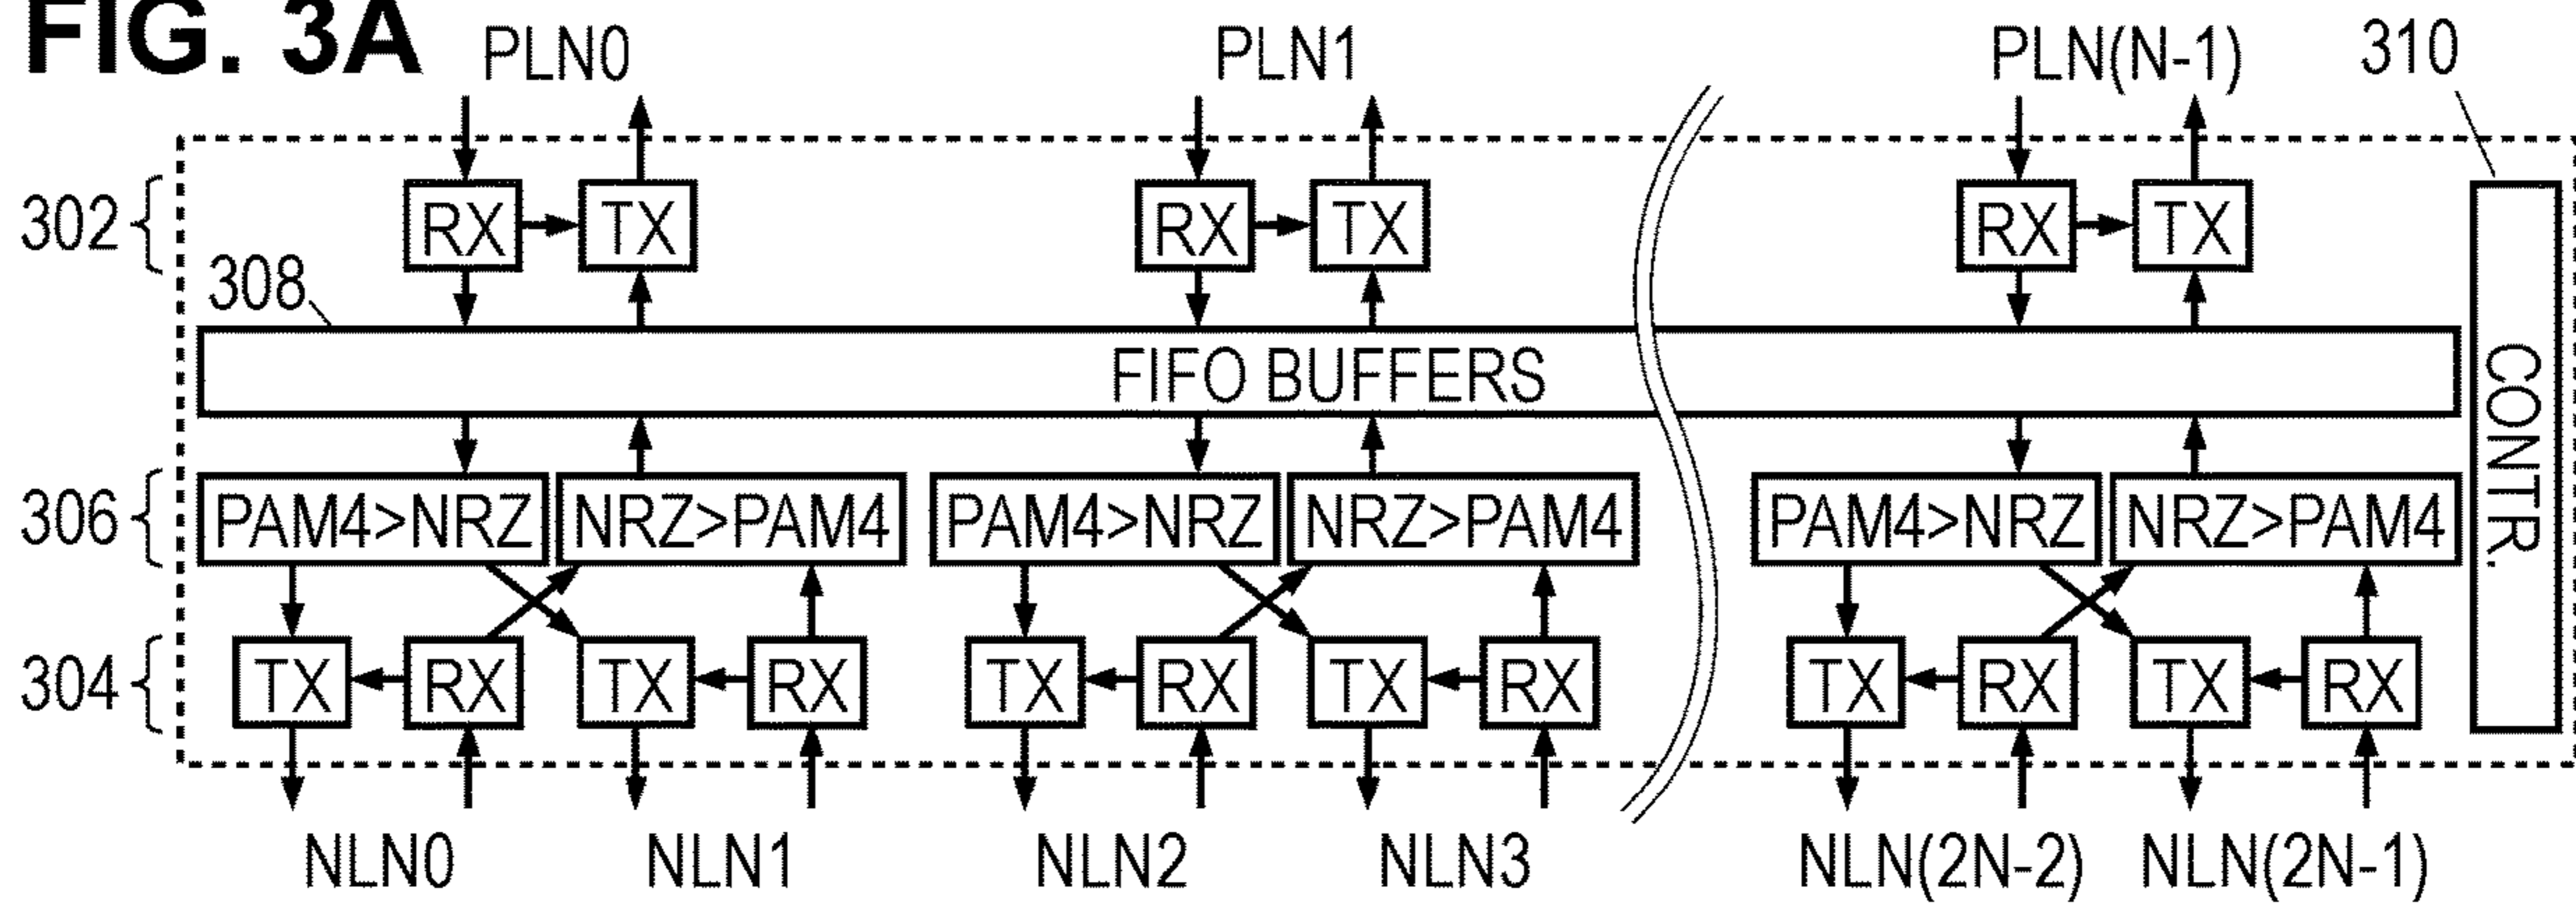 FIG. 3A
PLN0 PLN1 PLN(N-1) 310
302 RX TX RX TX RX TX
308
FIFO BUFFERS
CONTR.
306 PAM4>NRZ NRZ>PAM4 PAM4>NRZ NRZ>PAM4 PAM4>NRZ NRZ>PAM4
304 TX RX TX RX TX RX TX RX TX RX TX RX
NLN0 NLN1 NLN2 NLN3 NLN(2N-2) NLN(2N-1)